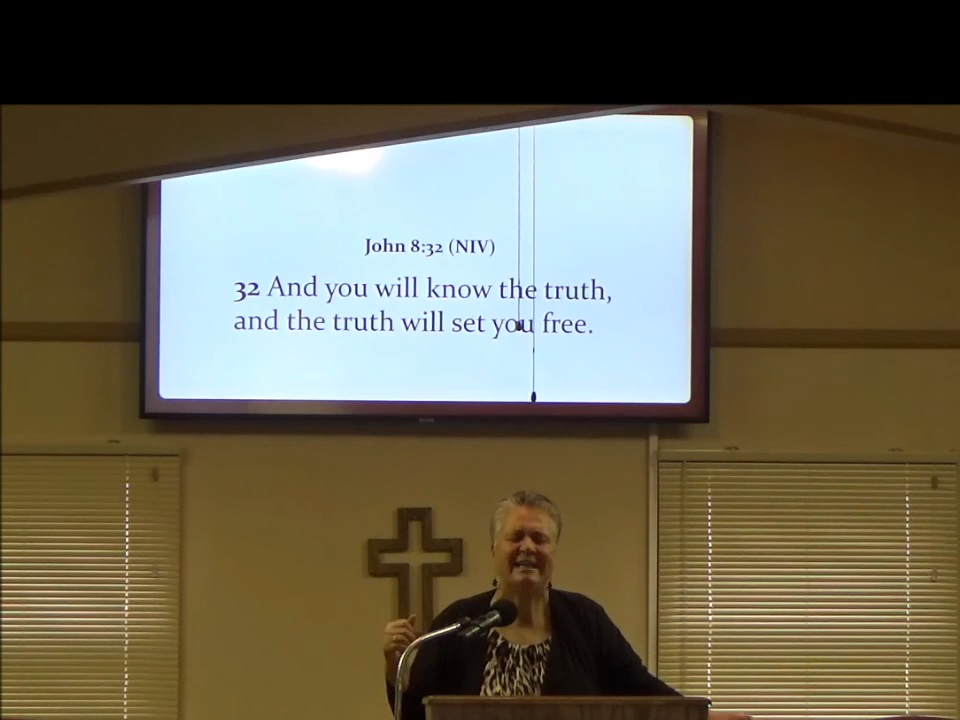 John 8:32 (NIV)
32 And you will know the truth,
and the truth will set you free.